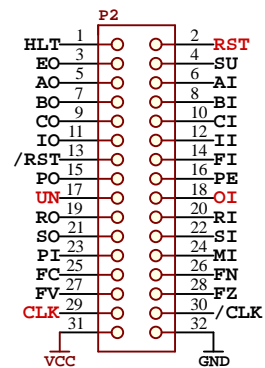 P2
HLT 1 2 RST
EO 3 4 SU
AO 5 6 AI
BO 7 8 BI
CO 9 10 CI
IO 11 12 II
/RST 13 14 FI
PO 15 16 PE
UN 17 18 OI
RO 19 20 RI
SO 21 22 SI
PI 23 24 MI
FC 25 26 FN
FV 27 28 FZ
CLK 29 30 /CLK
31 32
VCC GND